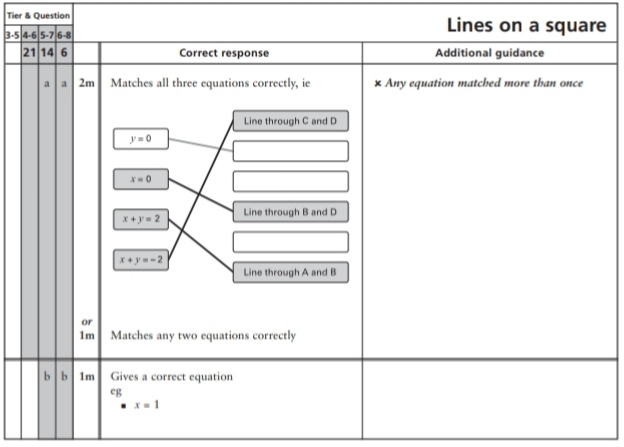 Tier & Question
Lines on a square
3-5 4-6 5-7 6-8
21 14 6
Correct response
Additional guidance
a a 2m Matches all three equations correctly, ie
✗ Any equation matched more than once
Line through C and D
y = 0
x = 0
Line through B and D
x + y = 2
x + y = −2
Line through A and B
or
1m Matches any two equations correctly
b b 1m Gives a correct equation
eg
▪ x = 1